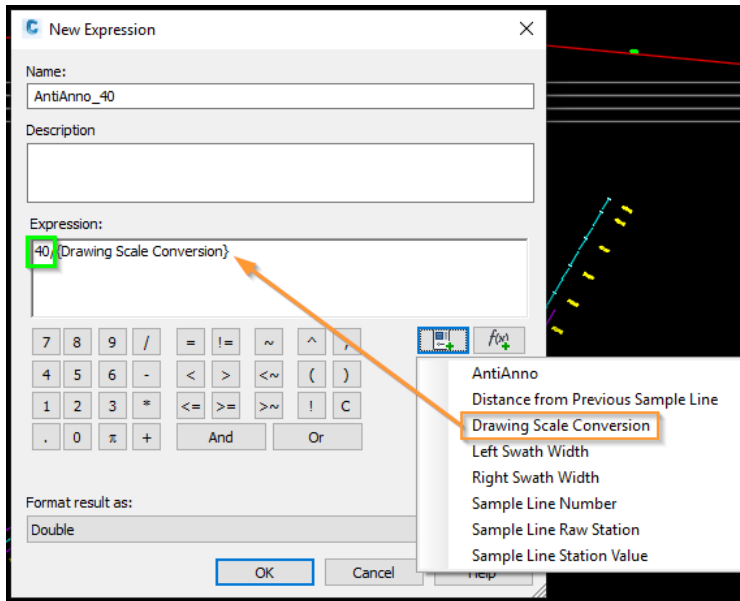 C New Expression
Name:
AntiAnno_40
Description
Expression:
40/{Drawing Scale Conversion}
7 8 9 / = != ~ ^ , f(x)
4 5 6 - < > <~ ( )
1 2 3 * <= >= >~ ! C
. 0 π + And Or
AntiAnno
Distance from Previous Sample Line
Drawing Scale Conversion
Left Swath Width
Right Swath Width
Sample Line Number
Sample Line Raw Station
Sample Line Station Value
Format result as:
Double
OK Cancel Help